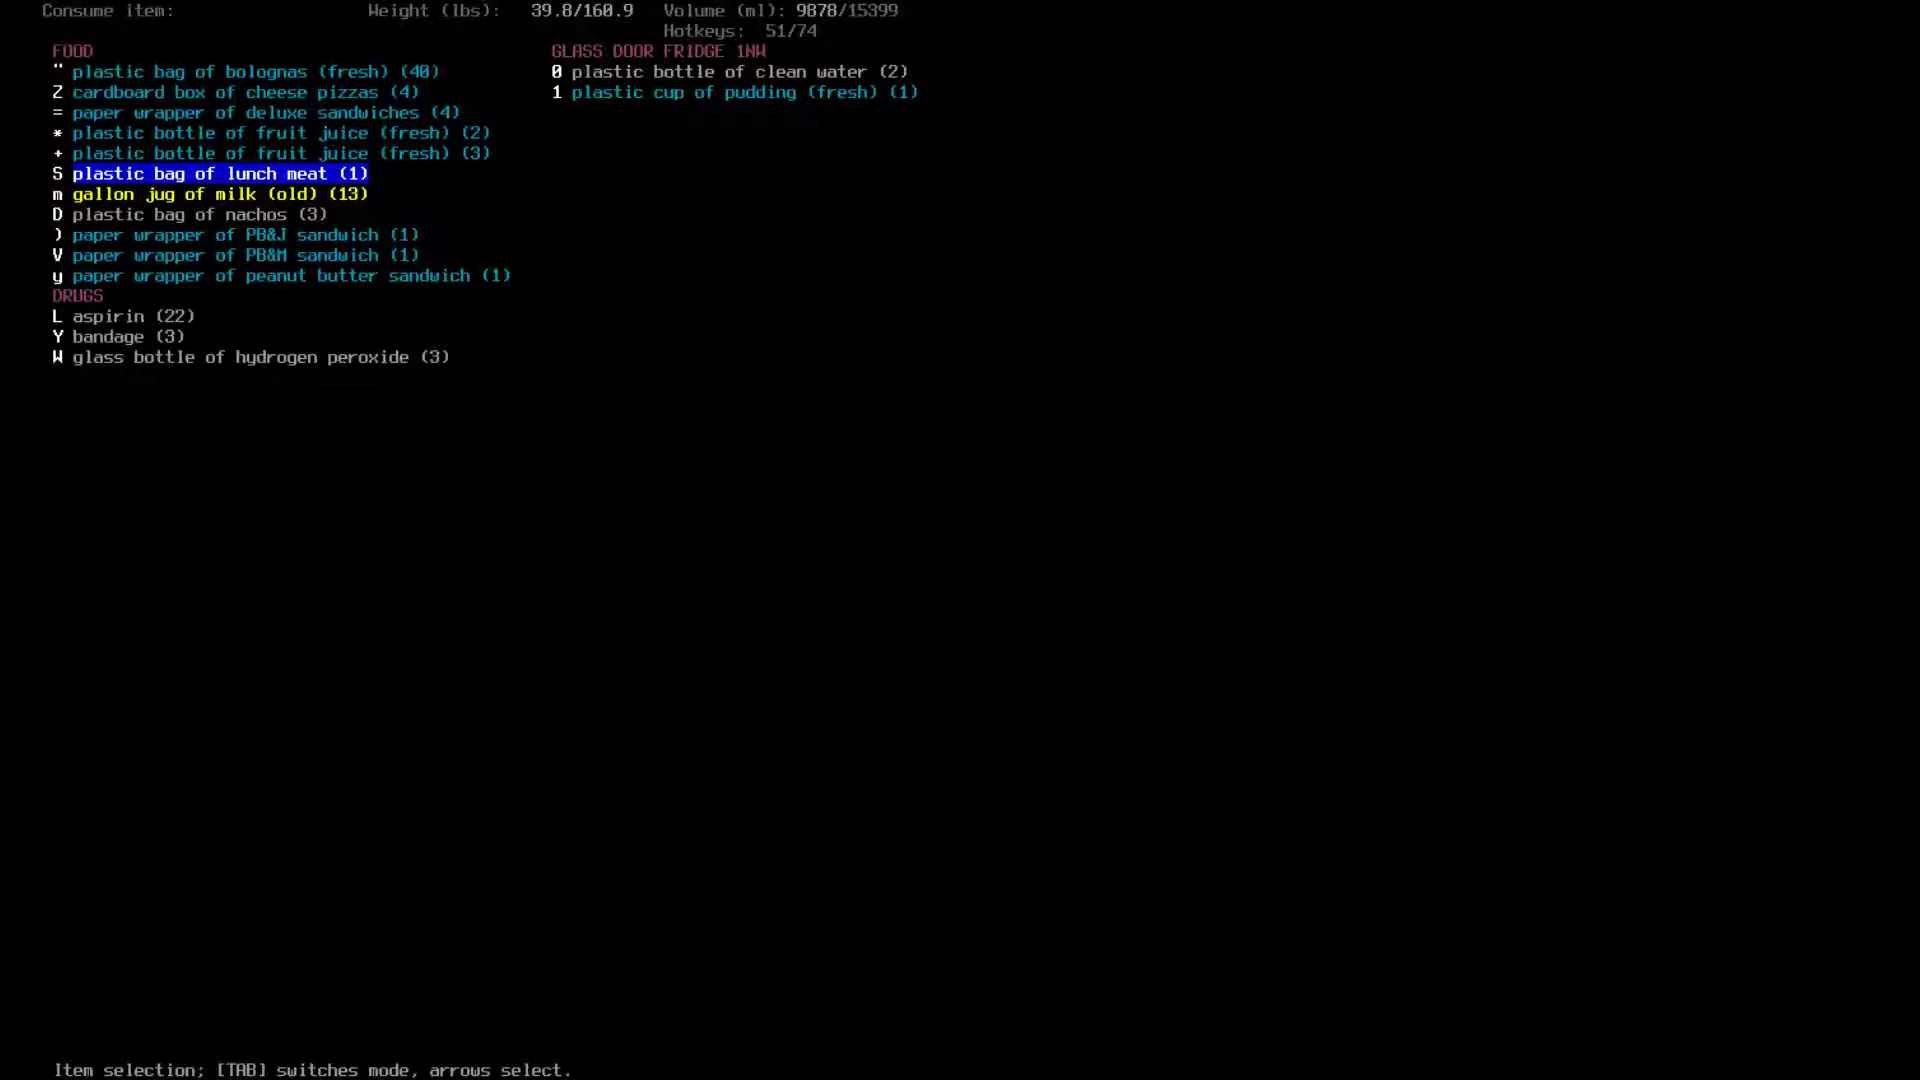 Consume item: Weight (lbs): 39.8/160.9 Volume (ml): 9878/15399
Hotkeys: 51/74
FOOD
" plastic bag of bolognas (fresh) (40)
Z cardboard box of cheese pizzas (4)
= paper wrapper of deluxe sandwiches (4)
* plastic bottle of fruit juice (fresh) (2)
+ plastic bottle of fruit juice (fresh) (3)
S plastic bag of lunch meat (1)
m gallon jug of milk (old) (13)
D plastic bag of nachos (3)
) paper wrapper of PB&J sandwich (1)
V paper wrapper of PB&M sandwich (1)
y paper wrapper of peanut butter sandwich (1)
DRUGS
L aspirin (22)
Y bandage (3)
W glass bottle of hydrogen peroxide (3)
GLASS DOOR FRIDGE 1NW
0 plastic bottle of clean water (2)
1 plastic cup of pudding (fresh) (1)
Item selection; [TAB] switches mode, arrows select.